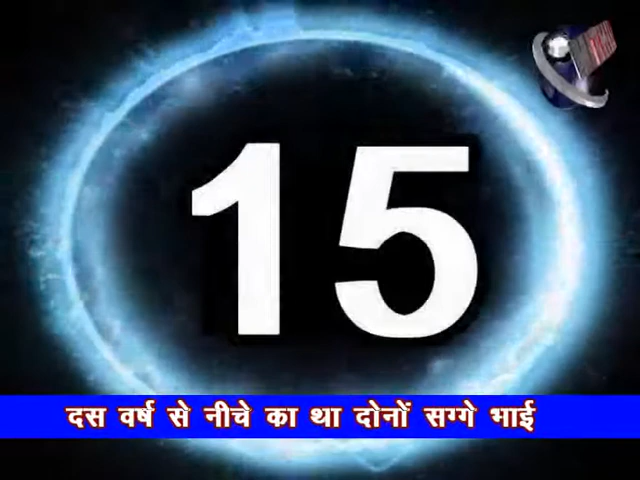 15
दस वर्ष से नीचे का था दोनों सग्गे भाई